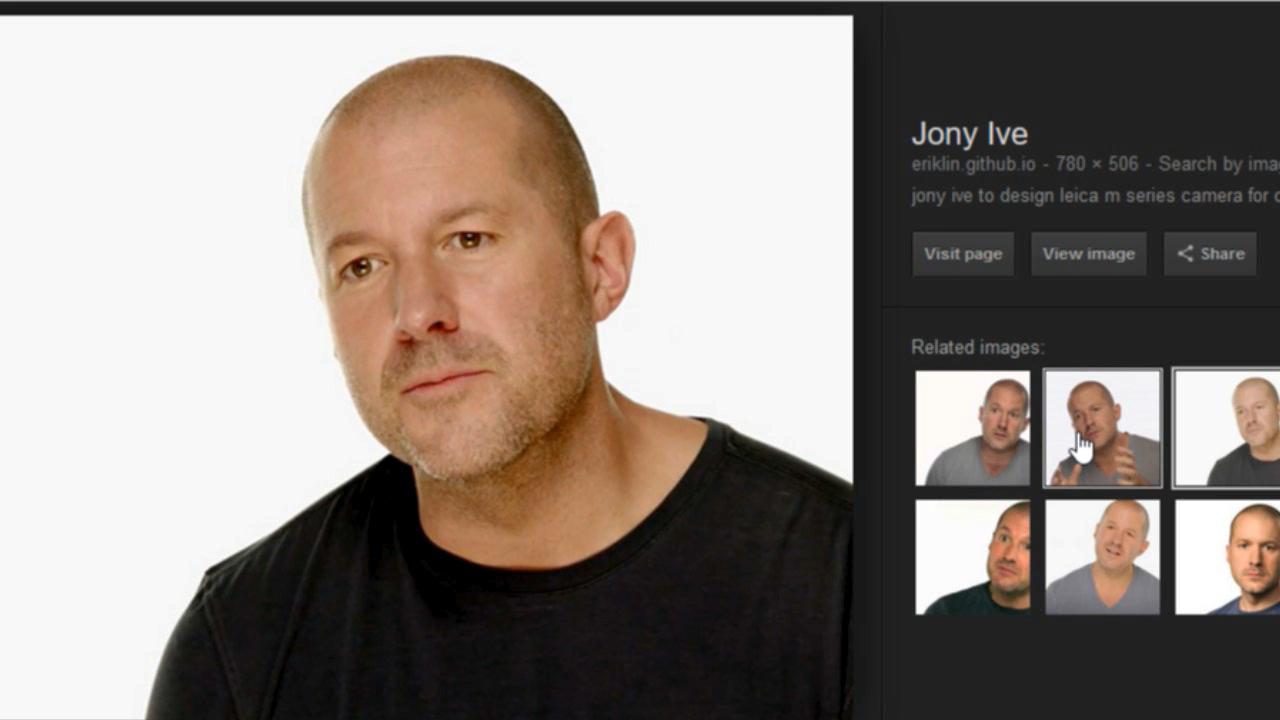 Jony Ive
eriklin.github.io - 780 × 506 - Search by
jony ive to design leica m series camera for
Visit page
View image
Share
Related images: